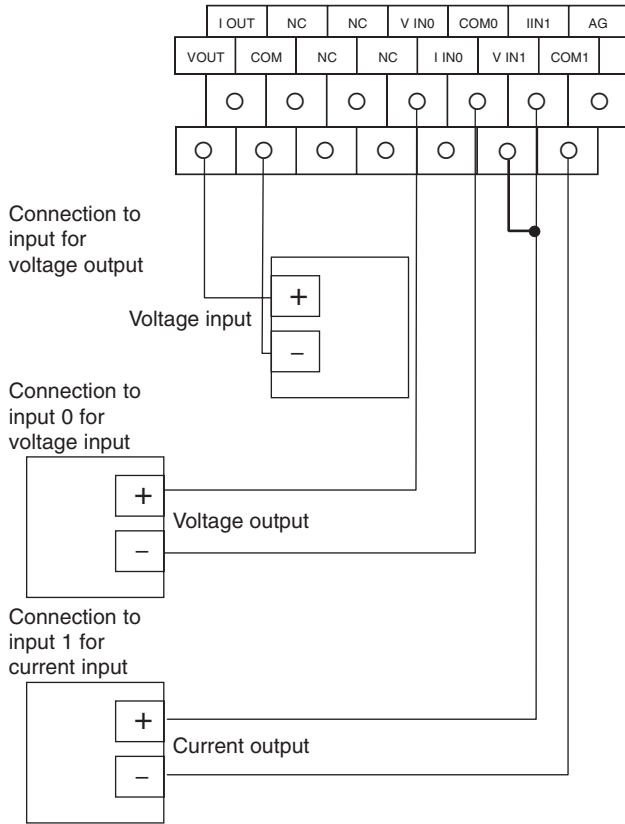 I OUT NC NC V IN0 COM0 IIN1 AG
VOUT COM NC NC I IN0 V IN1 COM1
Connection to
input for
voltage output
+
Voltage input
−
Connection to
input 0 for
voltage input
+
Voltage output
−
Connection to
input 1 for
current input
+
Current output
−